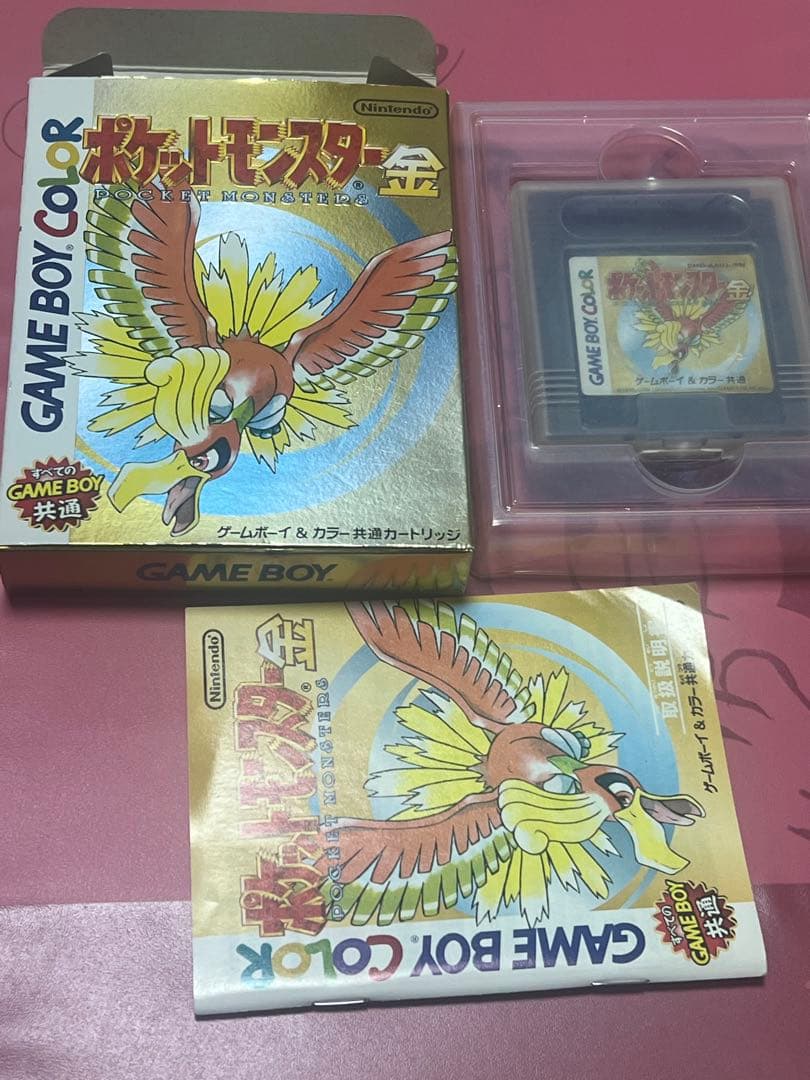 Nintendo
ポケットモンスター金
POCKET MONSTERS
GAME BOY COLOR
すべての
GAME BOY
共通
ゲームボーイ & カラー 共通カートリッジ
GAME BOY
ポケットモンスター金
GAME BOY COLOR
ゲームボーイ & カラー 共通
Nintendo
ポケットモンスター金
POCKET MONSTERS
取扱説明
ゲームボーイ & カラー 共通カ
すべての
GAME BOY
共通
GAME BOY COLOR